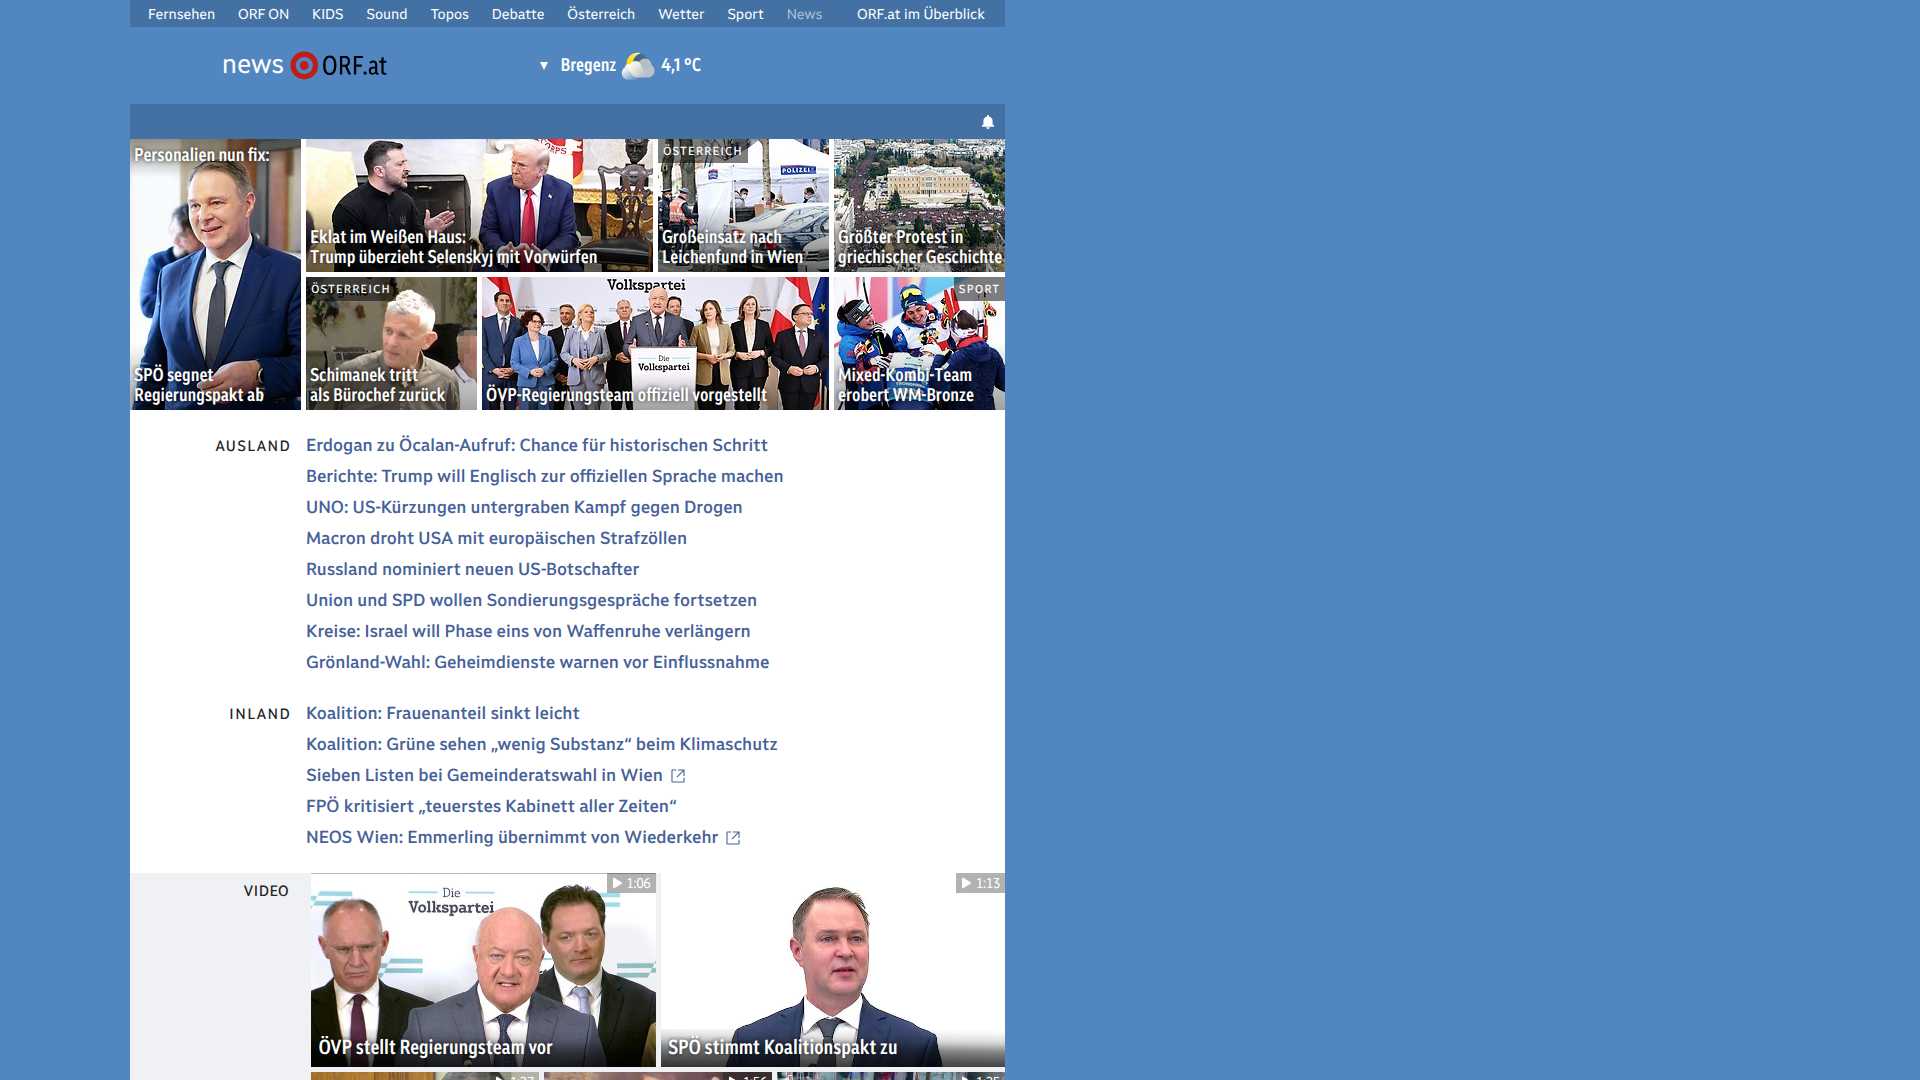 Fernsehen ORF ON KIDS Sound Topos Debatte Österreich Wetter Sport News ORF.at im Überblick
news ORF.at
Bregenz 4,1 °C
Personalien nun fix:
SPÖ segnet
Regierungspakt ab
Eklat im Weißen Haus:
Trump überzieht Selenskyj mit Vorwürfen
ÖSTERREICH
POLIZEI
Großeinsatz nach
Leichenfund in Wien
Größter Protest in
griechischer Geschichte
ÖSTERREICH
Schimanek tritt
als Bürochef zurück
Volkspartei
Die
Volkspartei
ÖVP-Regierungsteam offiziell vorgestellt
SPORT
Mixed-Kombi-Team
erobert WM-Bronze
AUSLAND
Erdogan zu Öcalan-Aufruf: Chance für historischen Schritt
Berichte: Trump will Englisch zur offiziellen Sprache machen
UNO: US-Kürzungen untergraben Kampf gegen Drogen
Macron droht USA mit europäischen Strafzöllen
Russland nominiert neuen US-Botschafter
Union und SPD wollen Sondierungsgespräche fortsetzen
Kreise: Israel will Phase eins von Waffenruhe verlängern
Grönland-Wahl: Geheimdienste warnen vor Einflussnahme
INLAND
Koalition: Frauenanteil sinkt leicht
Koalition: Grüne sehen „wenig Substanz“ beim Klimaschutz
Sieben Listen bei Gemeinderatswahl in Wien
FPÖ kritisiert „teuerstes Kabinett aller Zeiten“
NEOS Wien: Emmerling übernimmt von Wiederkehr
VIDEO
1:06
Die
Volkspartei
ÖVP stellt Regierungsteam vor
1:13
SPÖ stimmt Koalitionspakt zu